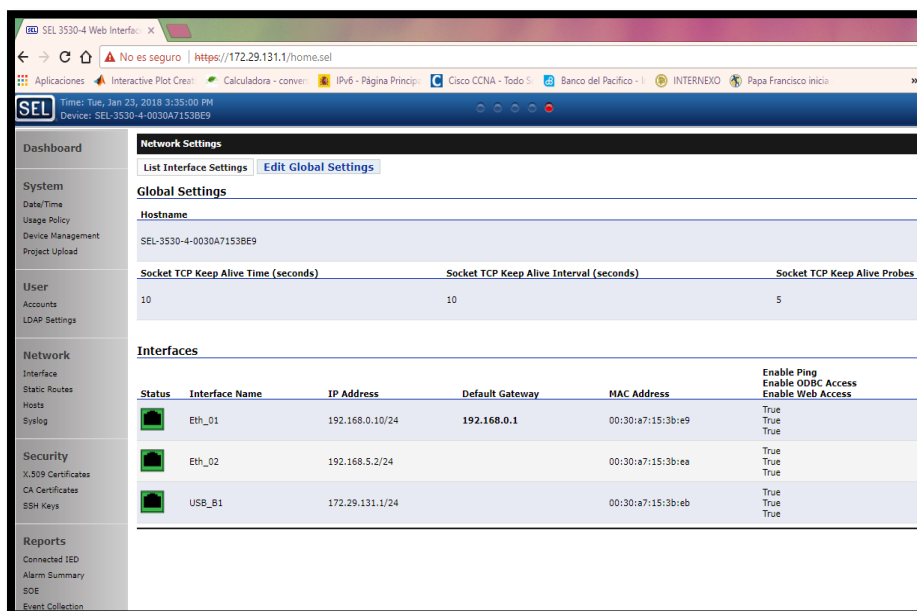 SEL SEL 3530-4 Web Interfac
No es seguro | https://172.29.131.1/home.sel
Aplicaciones Interactive Plot Creat Calculadora - conver IPv6 - Página Princip Cisco CCNA - Todo S Banco del Pacifico - I INTERNEXO Papa Francisco inicia »
SEL
Time: Tue, Jan 23, 2018 3:35:00 PM
Device: SEL-3530-4-0030A7153BE9
Dashboard
System
Date/Time
Usage Policy
Device Management
Project Upload
User
Accounts
LDAP Settings
Network
Interface
Static Routes
Hosts
Syslog
Security
X.509 Certificates
CA Certificates
SSH Keys
Reports
Connected IED
Alarm Summary
SOE
Event Collection
Network Settings
List Interface Settings Edit Global Settings
Global Settings
Hostname
SEL-3530-4-0030A7153BE9
Socket TCP Keep Alive Time (seconds) Socket TCP Keep Alive Interval (seconds) Socket TCP Keep Alive Probes
10 10 5
Interfaces
Enable Ping
Enable ODBC Access
Status Interface Name IP Address Default Gateway MAC Address Enable Web Access
True
Eth_01 192.168.0.10/24 192.168.0.1 00:30:a7:15:3b:e9 True
True
True
Eth_02 192.168.5.2/24 00:30:a7:15:3b:ea True
True
True
USB_B1 172.29.131.1/24 00:30:a7:15:3b:eb True
True